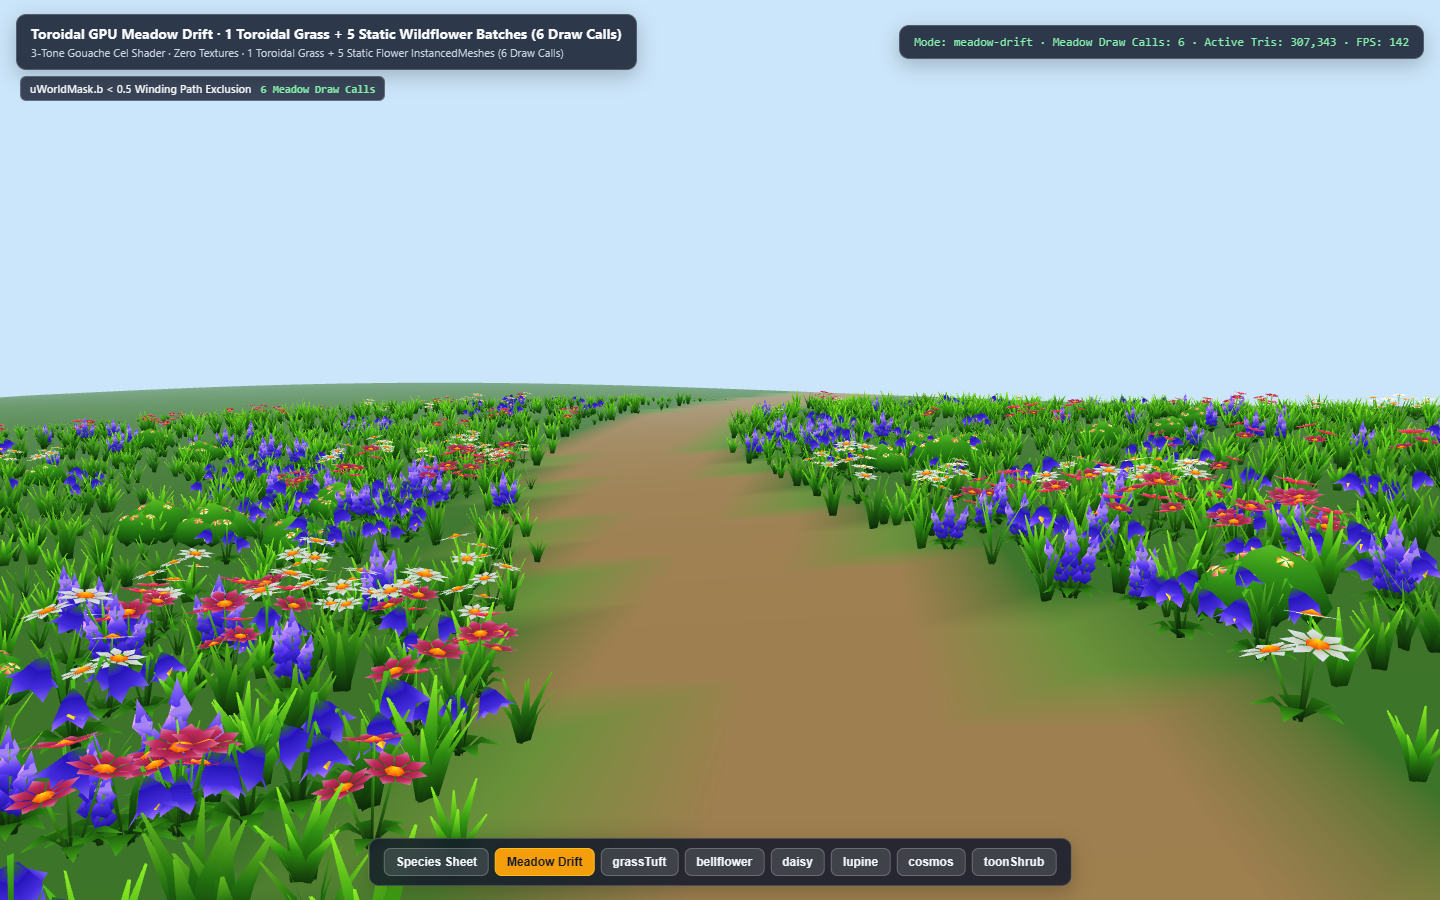 Toroidal GPU Meadow Drift · 1 Toroidal Grass + 5 Static Wildflower Batches (6 Draw Calls)
3-Tone Gouache Cel Shader · Zero Textures · 1 Toroidal Grass + 5 Static Flower InstancedMeshes (6 Draw Calls)
Mode: meadow-drift · Meadow Draw Calls: 6 · Active Tris: 307,343 · FPS: 142
uWorldMask.b < 0.5 Winding Path Exclusion 6 Meadow Draw Calls
Species Sheet Meadow Drift grassTuft bellflower daisy lupine cosmos toonShrub